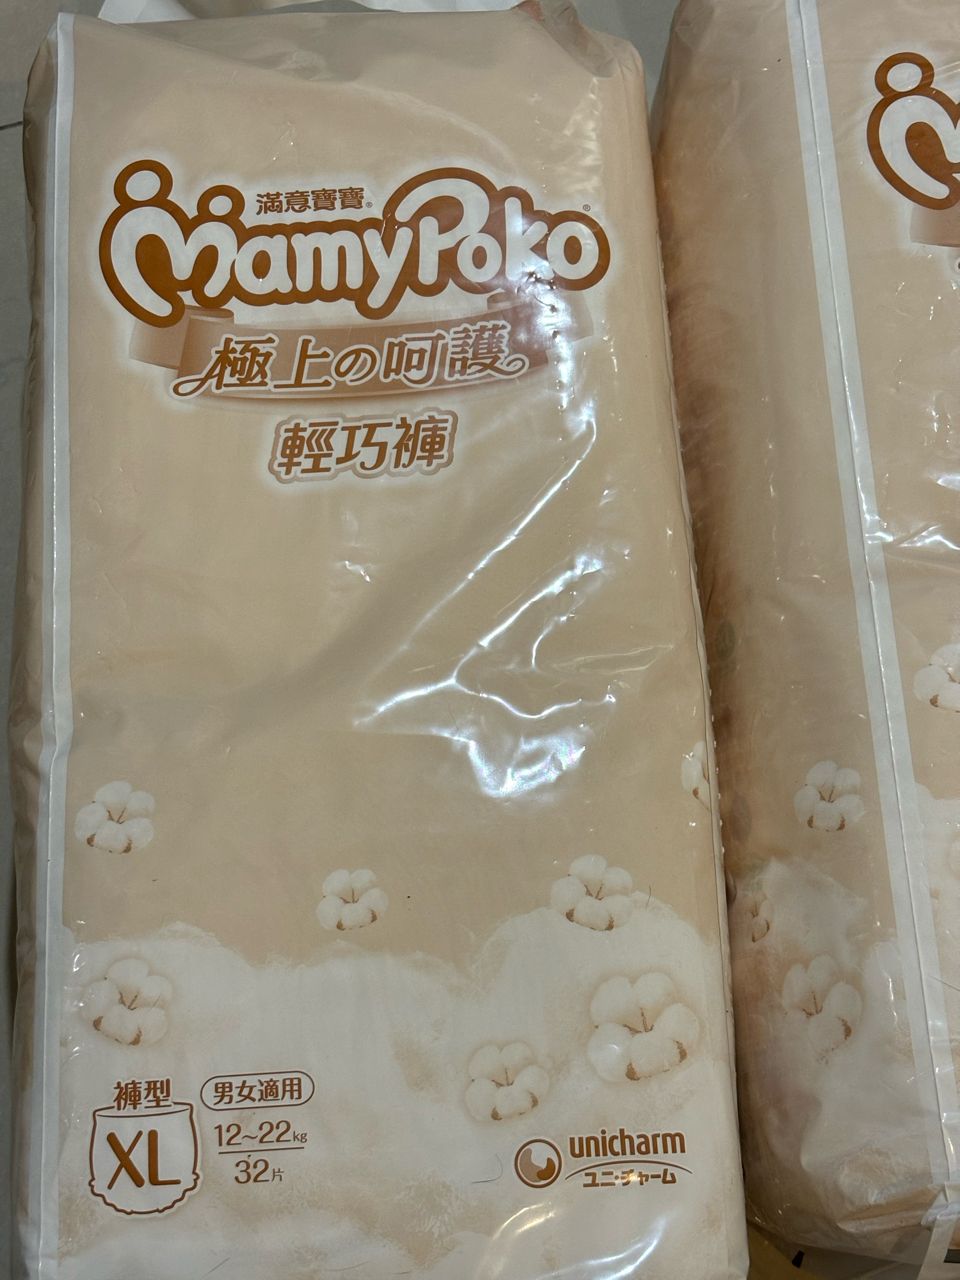 滿意寶寶®
MamyPoko®
極上の呵護
輕巧褲
褲型
XL
男女適用
12~22kg
32片
unicharm
ユニ・チャーム